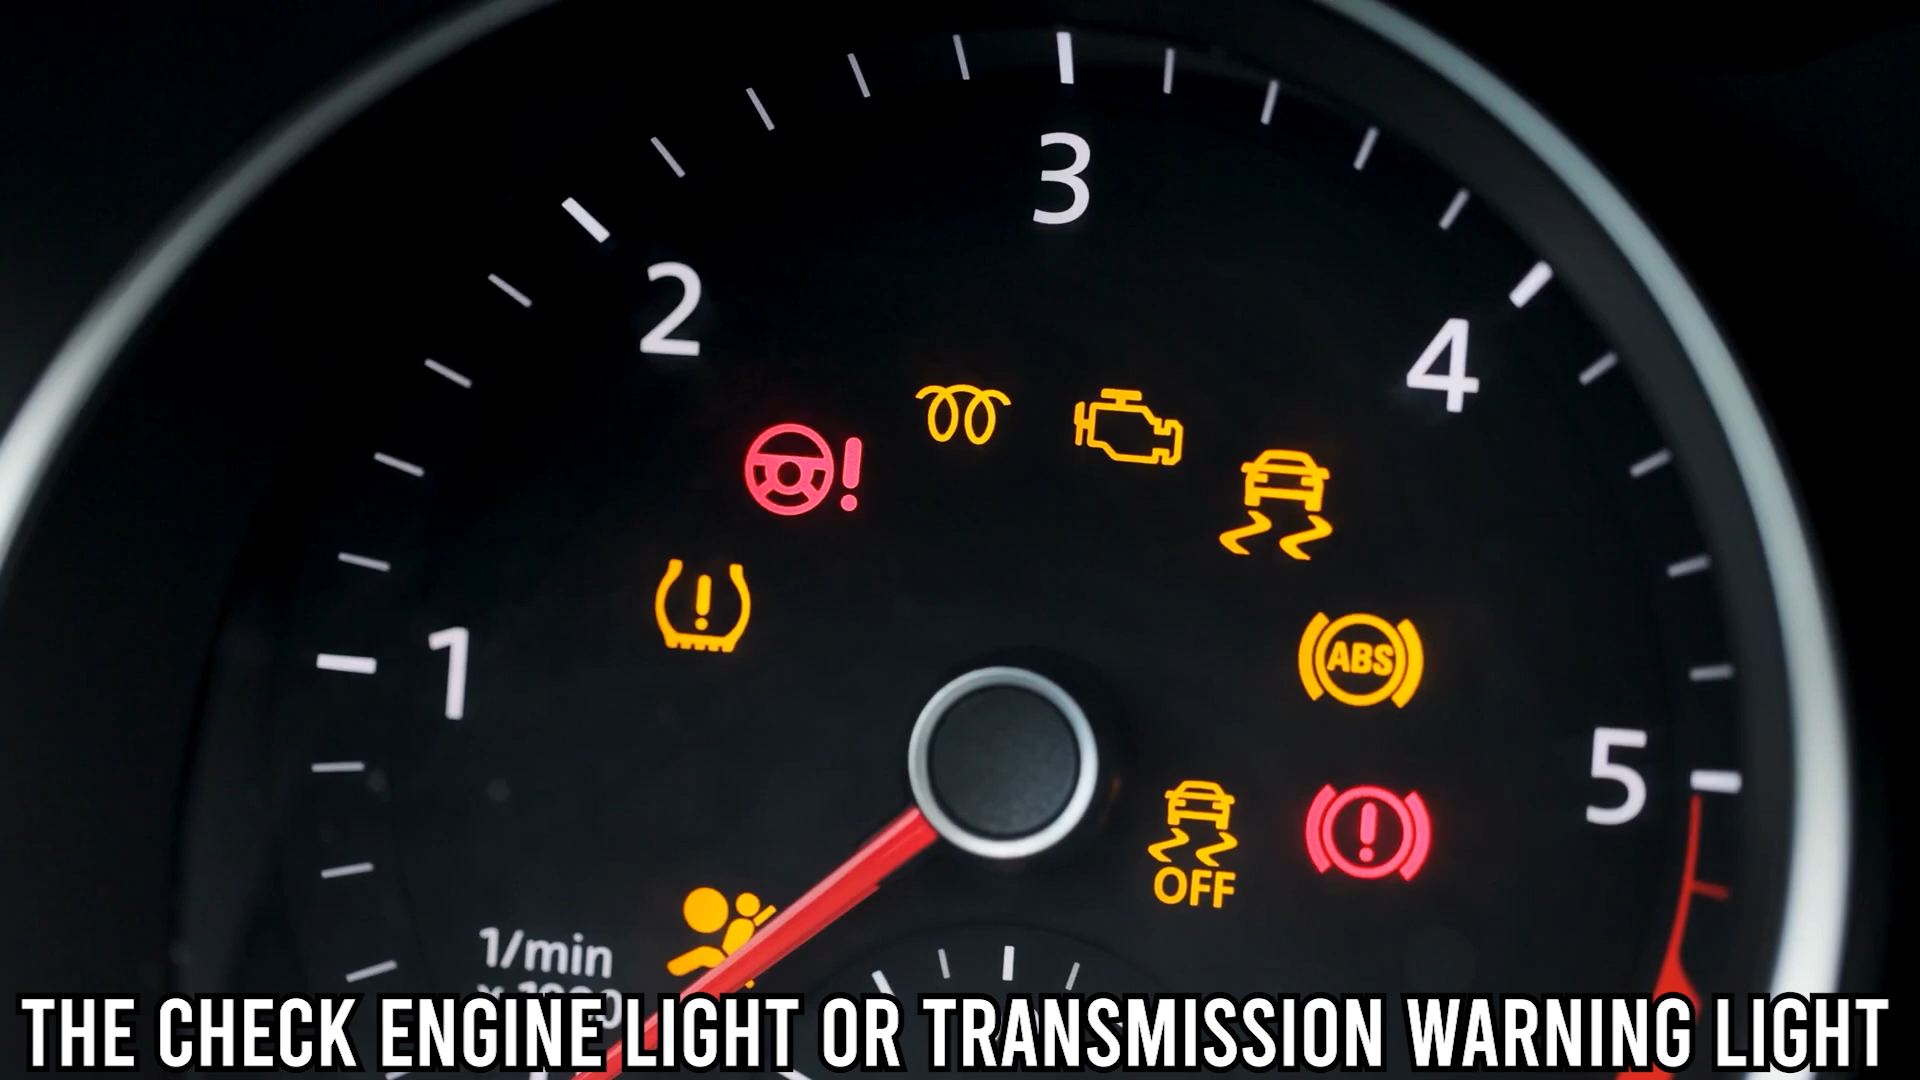 3
2
4
1
ABS
5
OFF
1/min
THE CHECK ENGINE LIGHT OR TRANSMISSION WARNING LIGHT